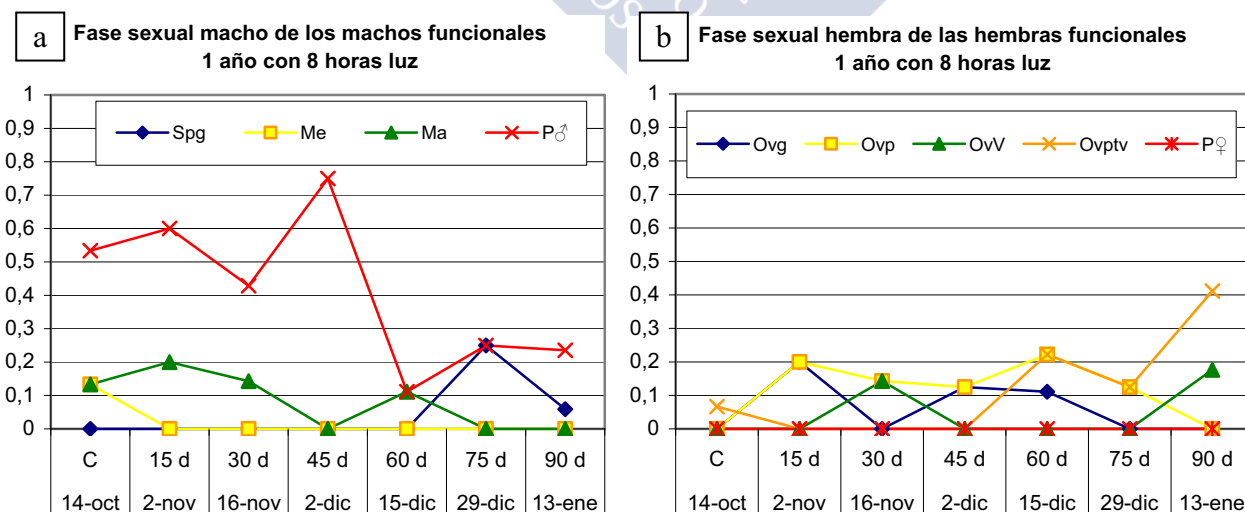 a
Fase sexual macho de los machos funcionales
1 año con 8 horas luz
Spg Me Ma P♂
1
0,9
0,8
0,7
0,6
0,5
0,4
0,3
0,2
0,1
0
C 15 d 30 d 45 d 60 d 75 d 90 d
14-oct 2-nov 16-nov 2-dic 15-dic 29-dic 13-ene
b
Fase sexual hembra de las hembras funcionales
1 año con 8 horas luz
Ovg Ovp OvV Ovptv P♀
1
0,9
0,8
0,7
0,6
0,5
0,4
0,3
0,2
0,1
0
C 15 d 30 d 45 d 60 d 75 d 90 d
14-oct 2-nov 16-nov 2-dic 15-dic 29-dic 13-ene